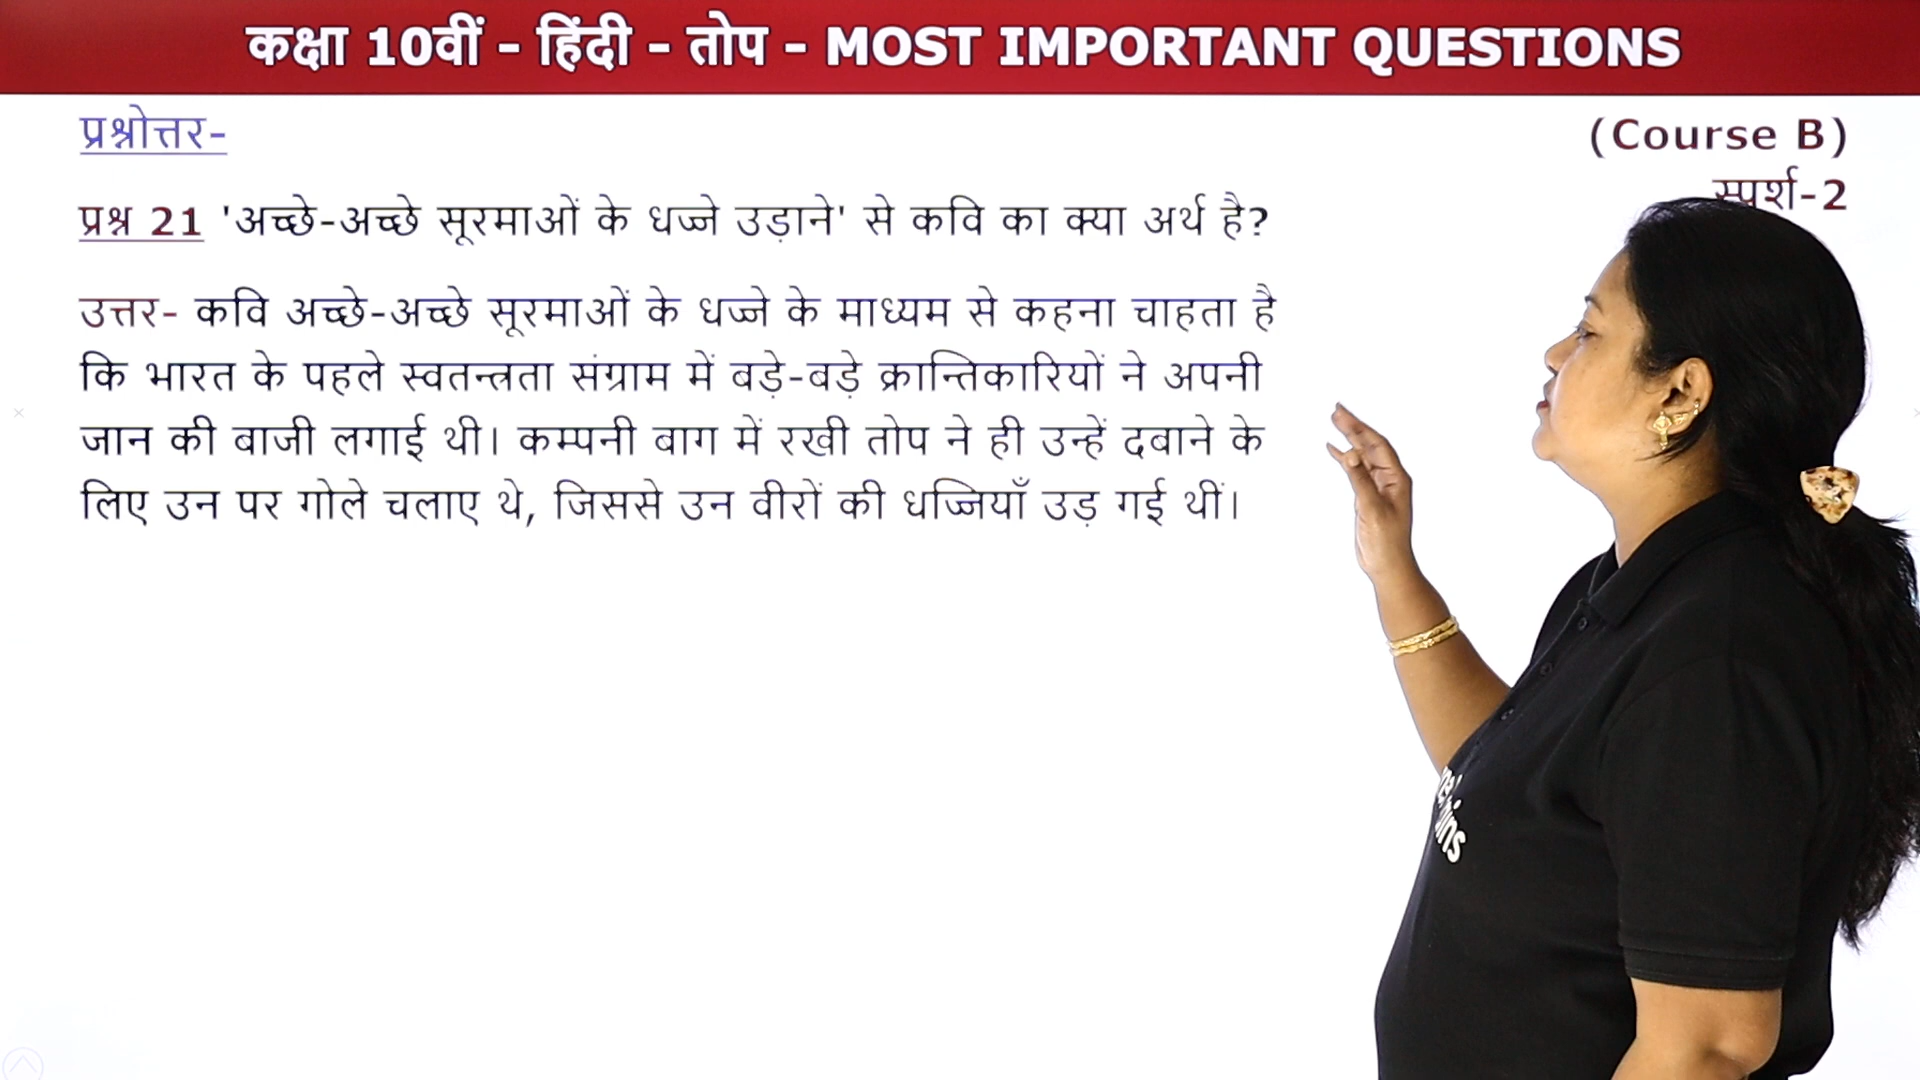 कक्षा 10वीं - हिंदी - तोप - MOST IMPORTANT QUESTIONS
प्रश्नोत्तर-
(Course B)
स्पर्श-2
प्रश्न 21 'अच्छे-अच्छे सूरमाओं के धज्जे उड़ाने' से कवि का क्या अर्थ है?
उत्तर- कवि अच्छे-अच्छे सूरमाओं के धज्जे के माध्यम से कहना चाहता है
कि भारत के पहले स्वतन्त्रता संग्राम में बड़े-बड़े क्रान्तिकारियों ने अपनी
जान की बाजी लगाई थी। कम्पनी बाग में रखी तोप ने ही उन्हें दबाने के
लिए उन पर गोले चलाए थे, जिससे उन वीरों की धज्जियाँ उड़ गई थीं।